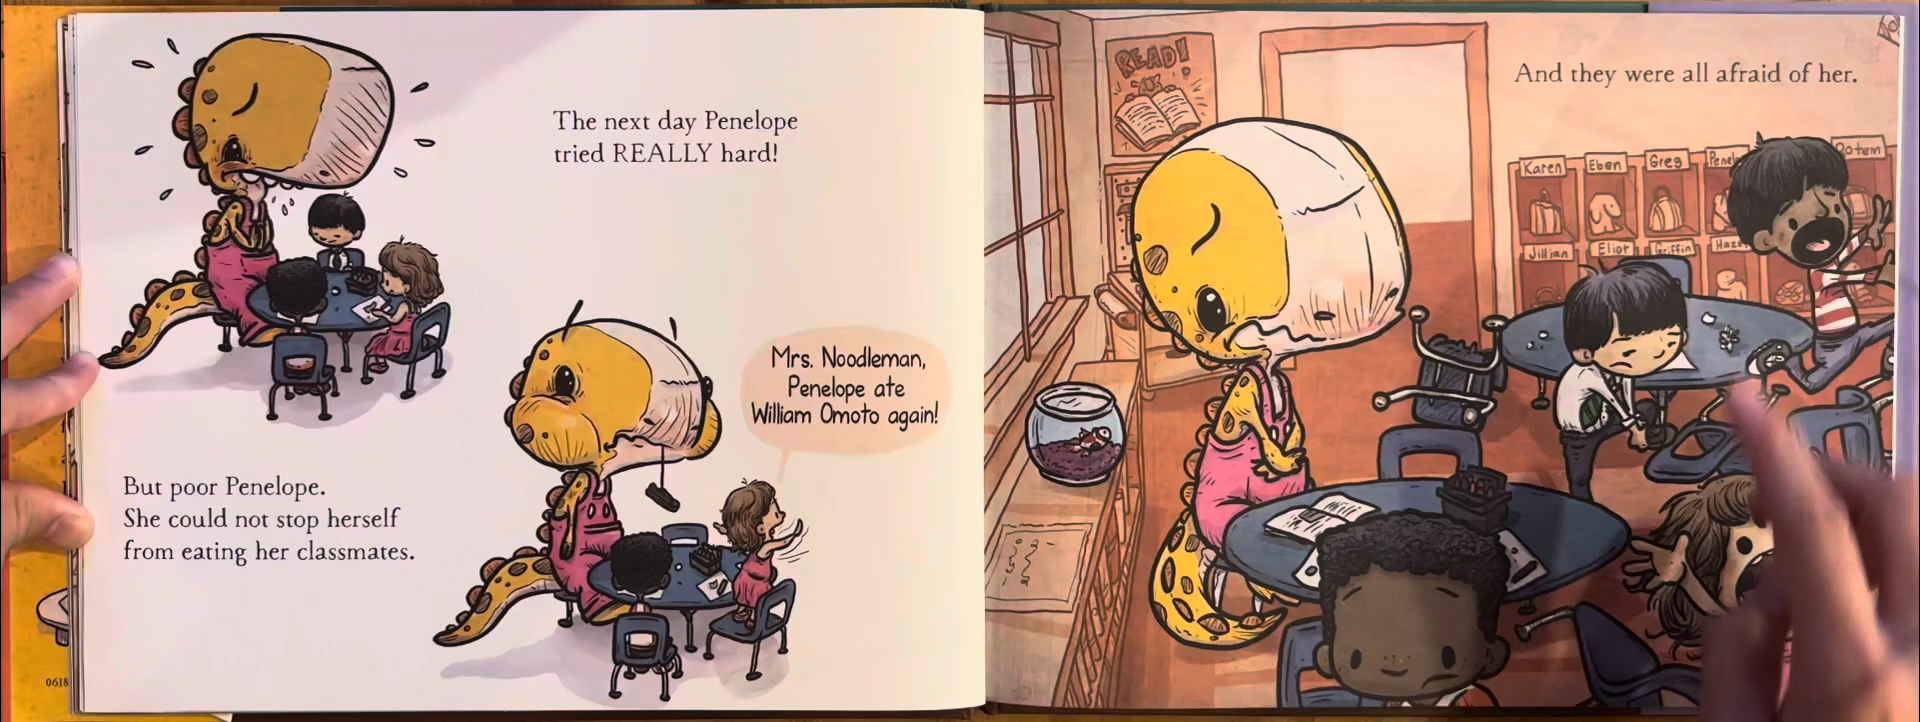 The next day Penelope
tried REALLY hard!
Mrs. Noodleman,
Penelope ate
William Omoto again!
But poor Penelope.
She could not stop herself
from eating her classmates.
0618
READ!
And they were all afraid of her.
Karen Eben Greg
Jillian Eliot Griffin